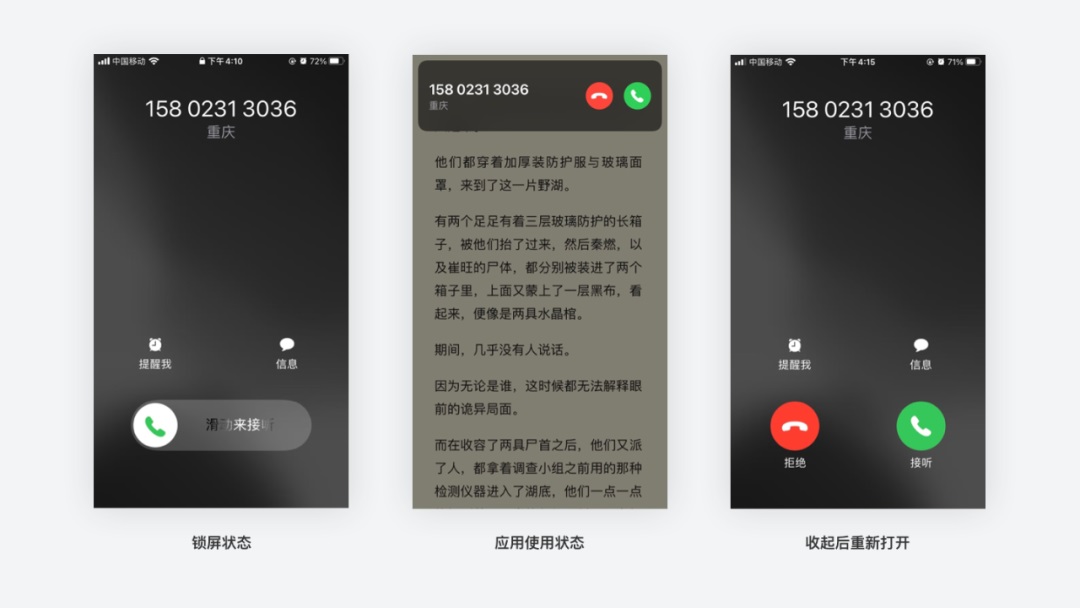 中国移动
下午4:10
72%
158 0231 3036
重庆
提醒我
信息
滑动来接听
锁屏状态
158 0231 3036
重庆
他们都穿着加厚装防护服与玻璃面
罩，来到了这一片野湖。
有两个足足有着三层玻璃防护的长箱
子，被他们抬了过来，然后秦燃，以
及崔旺的尸体，都分别被装进了两个
箱子里，上面又蒙上了一层黑布，看
起来，便像是两具水晶棺。
期间，几乎没有人说话。
因为无论是谁，这时候都无法解释眼
前的诡异局面。
而在收容了两具尸首之后，他们又派
了人，都拿着调查小组之前用的那种
检测仪器进入了湖底，他们一点一点
应用使用状态
中国移动
下午4:15
71%
158 0231 3036
重庆
提醒我
信息
拒绝
接听
收起后重新打开